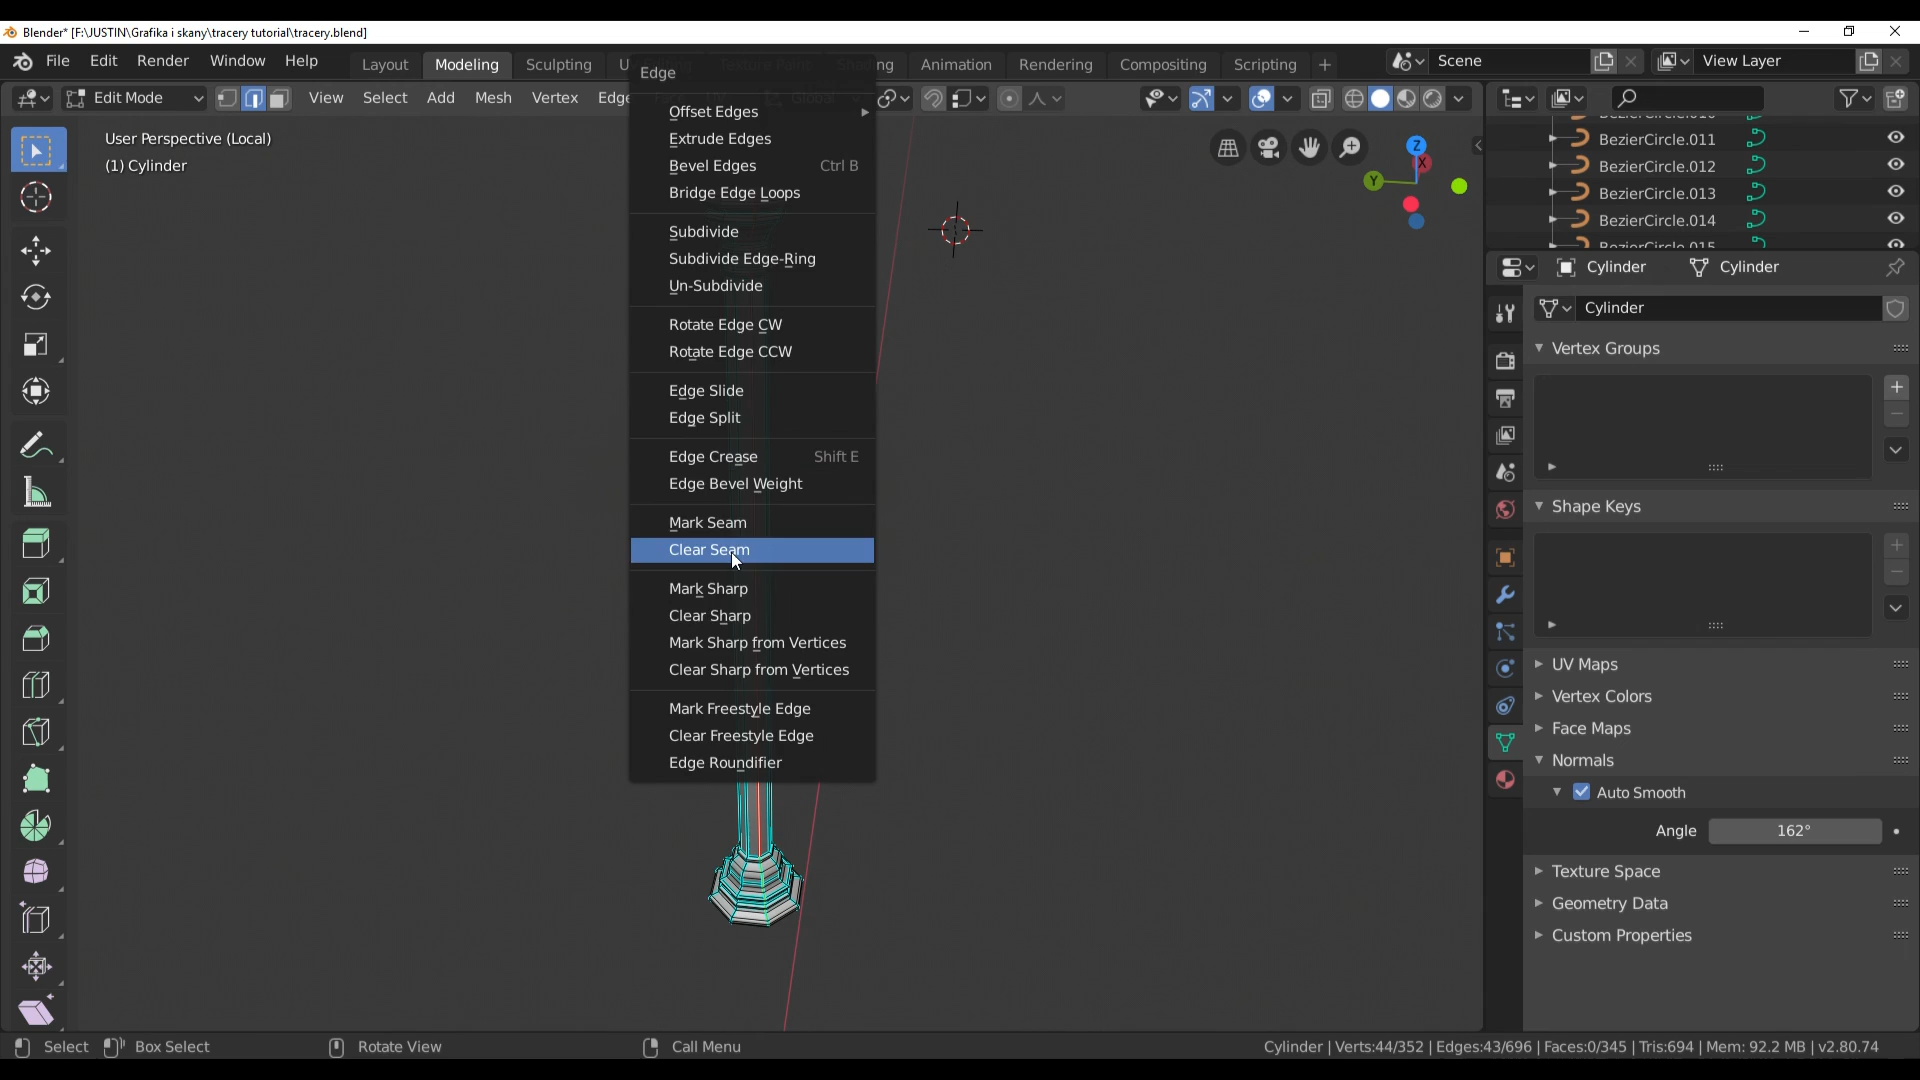 Blender* [F:\JUSTIN\Grafika i skany\tracery tutorial\tracery.blend]
File Edit Render Window Help
Layout Modeling Sculpting Animation Rendering Compositing Scripting +
Scene
View Layer
Edit Mode
View Select Add Mesh Vertex Edge
User Perspective (Local)
(1) Cylinder
Edge
Offset Edges
Extrude Edges
Bevel Edges Ctrl B
Bridge Edge Loops
Subdivide
Subdivide Edge-Ring
Un-Subdivide
Rotate Edge CW
Rotate Edge CCW
Edge Slide
Edge Split
Edge Crease Shift E
Edge Bevel Weight
Mark Seam
Clear Seam
Mark Sharp
Clear Sharp
Mark Sharp from Vertices
Clear Sharp from Vertices
Mark Freestyle Edge
Clear Freestyle Edge
Edge Roundifier
Z
X
Y
BezierCircle.011
BezierCircle.012
BezierCircle.013
BezierCircle.014
BezierCircle.015
Cylinder Cylinder
Cylinder
Vertex Groups
Shape Keys
UV Maps
Vertex Colors
Face Maps
Normals
Auto Smooth
Angle 162°
Texture Space
Geometry Data
Custom Properties
Select Box Select Rotate View Call Menu
Cylinder | Verts:44/352 | Edges:43/696 | Faces:0/345 | Tris:694 | Mem: 92.2 MB | v2.80.74